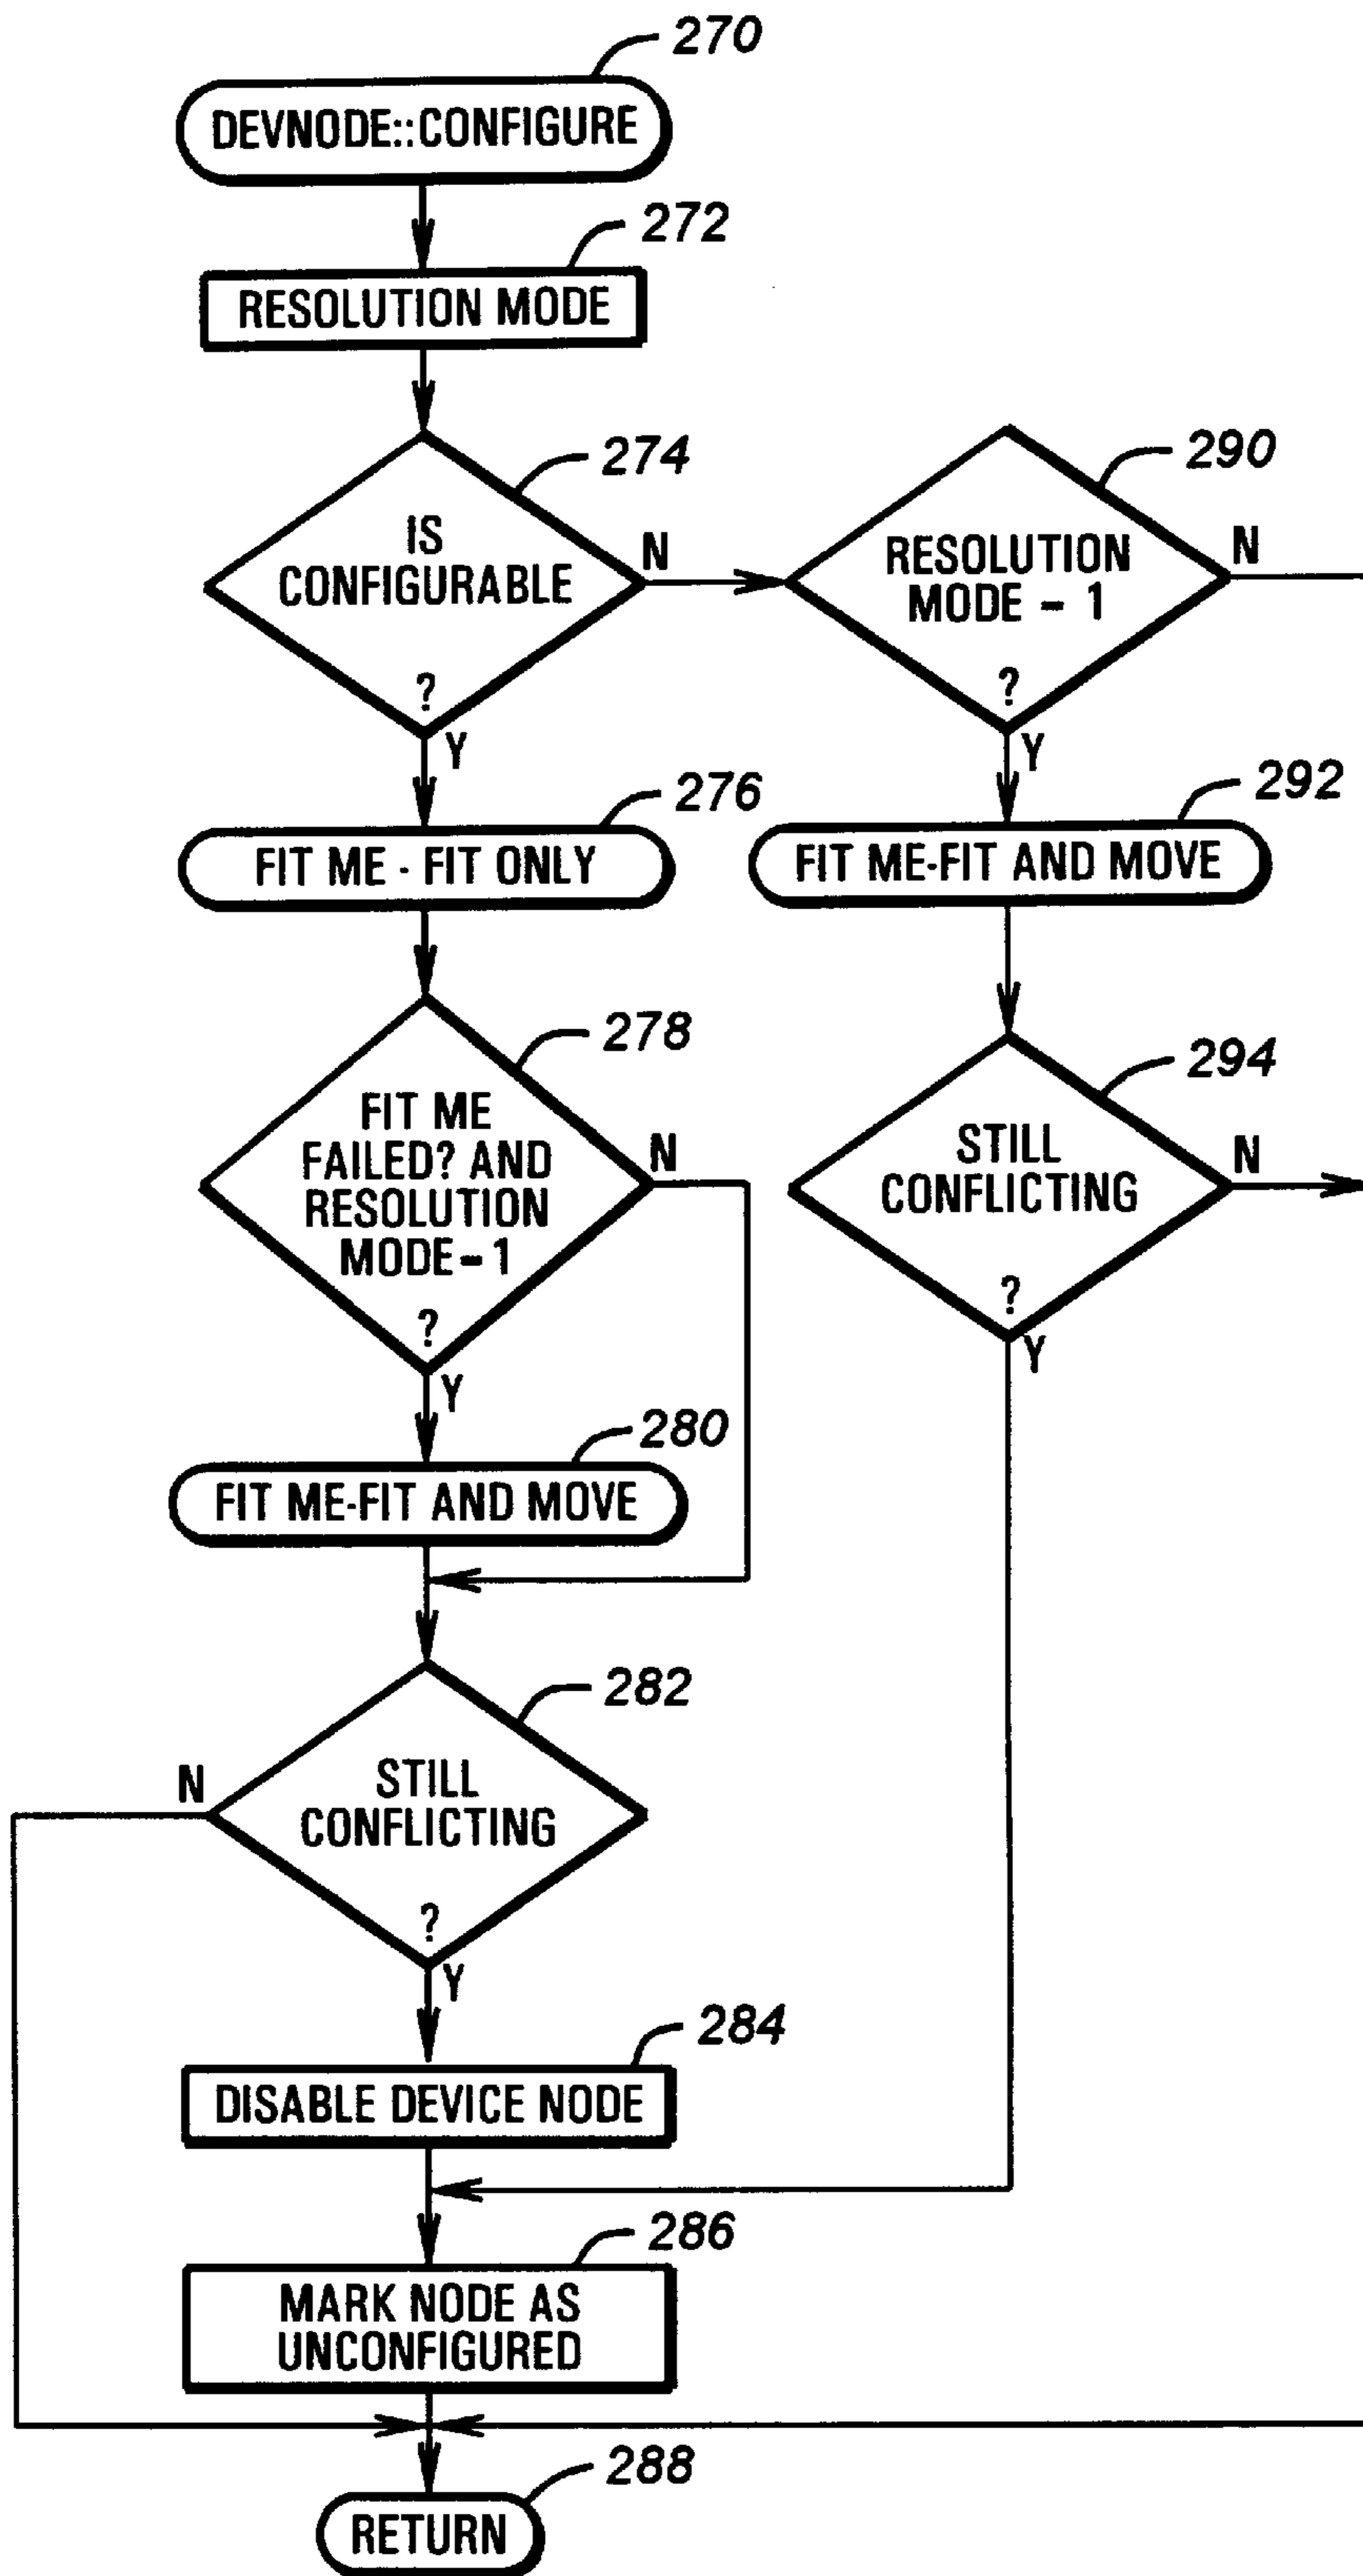 270
DEVNODE::CONFIGURE
272
RESOLUTION MODE
274
IS
CONFIGURABLE
?
N
Y
290
RESOLUTION
MODE - 1
?
N
Y
276
FIT ME - FIT ONLY
292
FIT ME-FIT AND MOVE
278
FIT ME
FAILED? AND
RESOLUTION
MODE - 1
?
N
Y
294
STILL
CONFLICTING
?
N
Y
280
FIT ME-FIT AND MOVE
282
STILL
CONFLICTING
?
N
Y
284
DISABLE DEVICE NODE
286
MARK NODE AS
UNCONFIGURED
288
RETURN